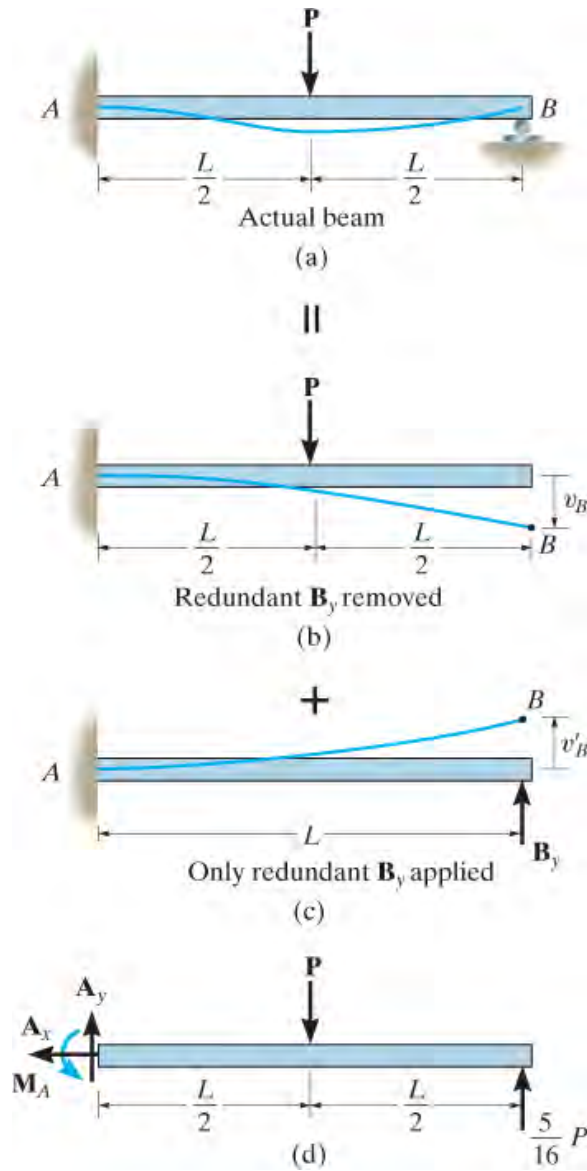 P
A B
L/2 L/2
Actual beam
(a)
=
P
A
v_B
B
L/2 L/2
Redundant B_y removed
(b)
+
B
v'_B
A
L
B_y
Only redundant B_y applied
(c)
P
A_y
A_x
M_A
L/2 L/2
5/16 P
(d)